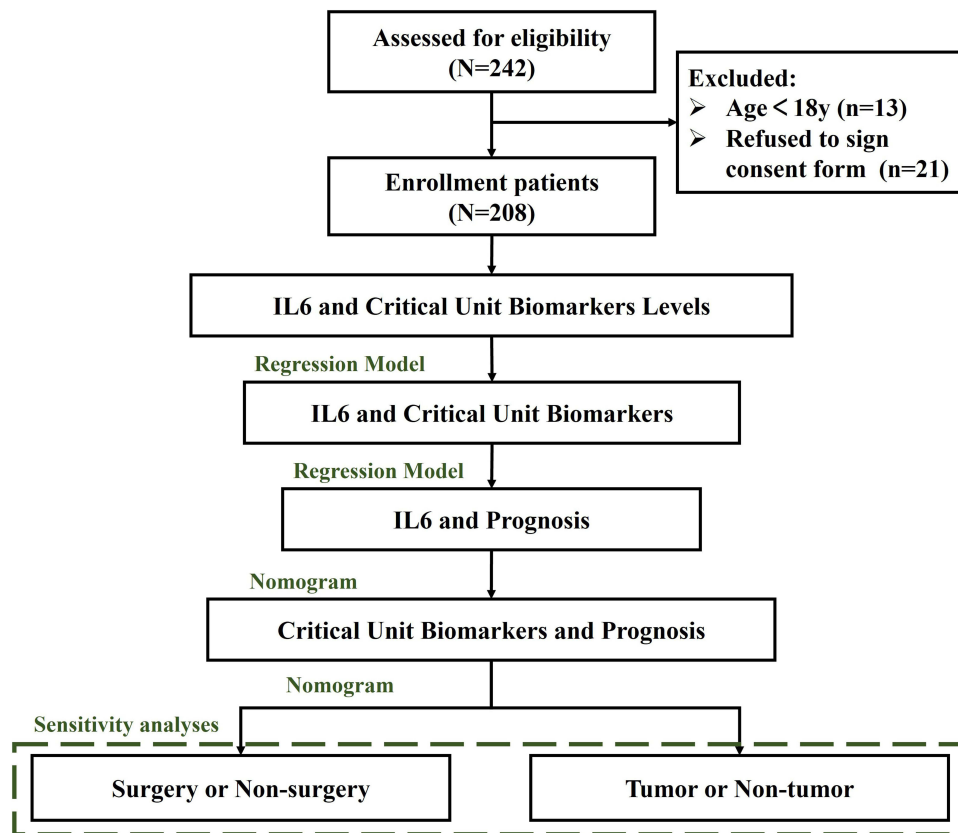 Assessed for eligibility
(N=242)
Excluded:
➢ Age < 18y (n=13)
➢ Refused to sign
consent form (n=21)
Enrollment patients
(N=208)
IL6 and Critical Unit Biomarkers Levels
Regression Model
IL6 and Critical Unit Biomarkers
Regression Model
IL6 and Prognosis
Nomogram
Critical Unit Biomarkers and Prognosis
Nomogram
Sensitivity analyses
Surgery or Non-surgery
Tumor or Non-tumor